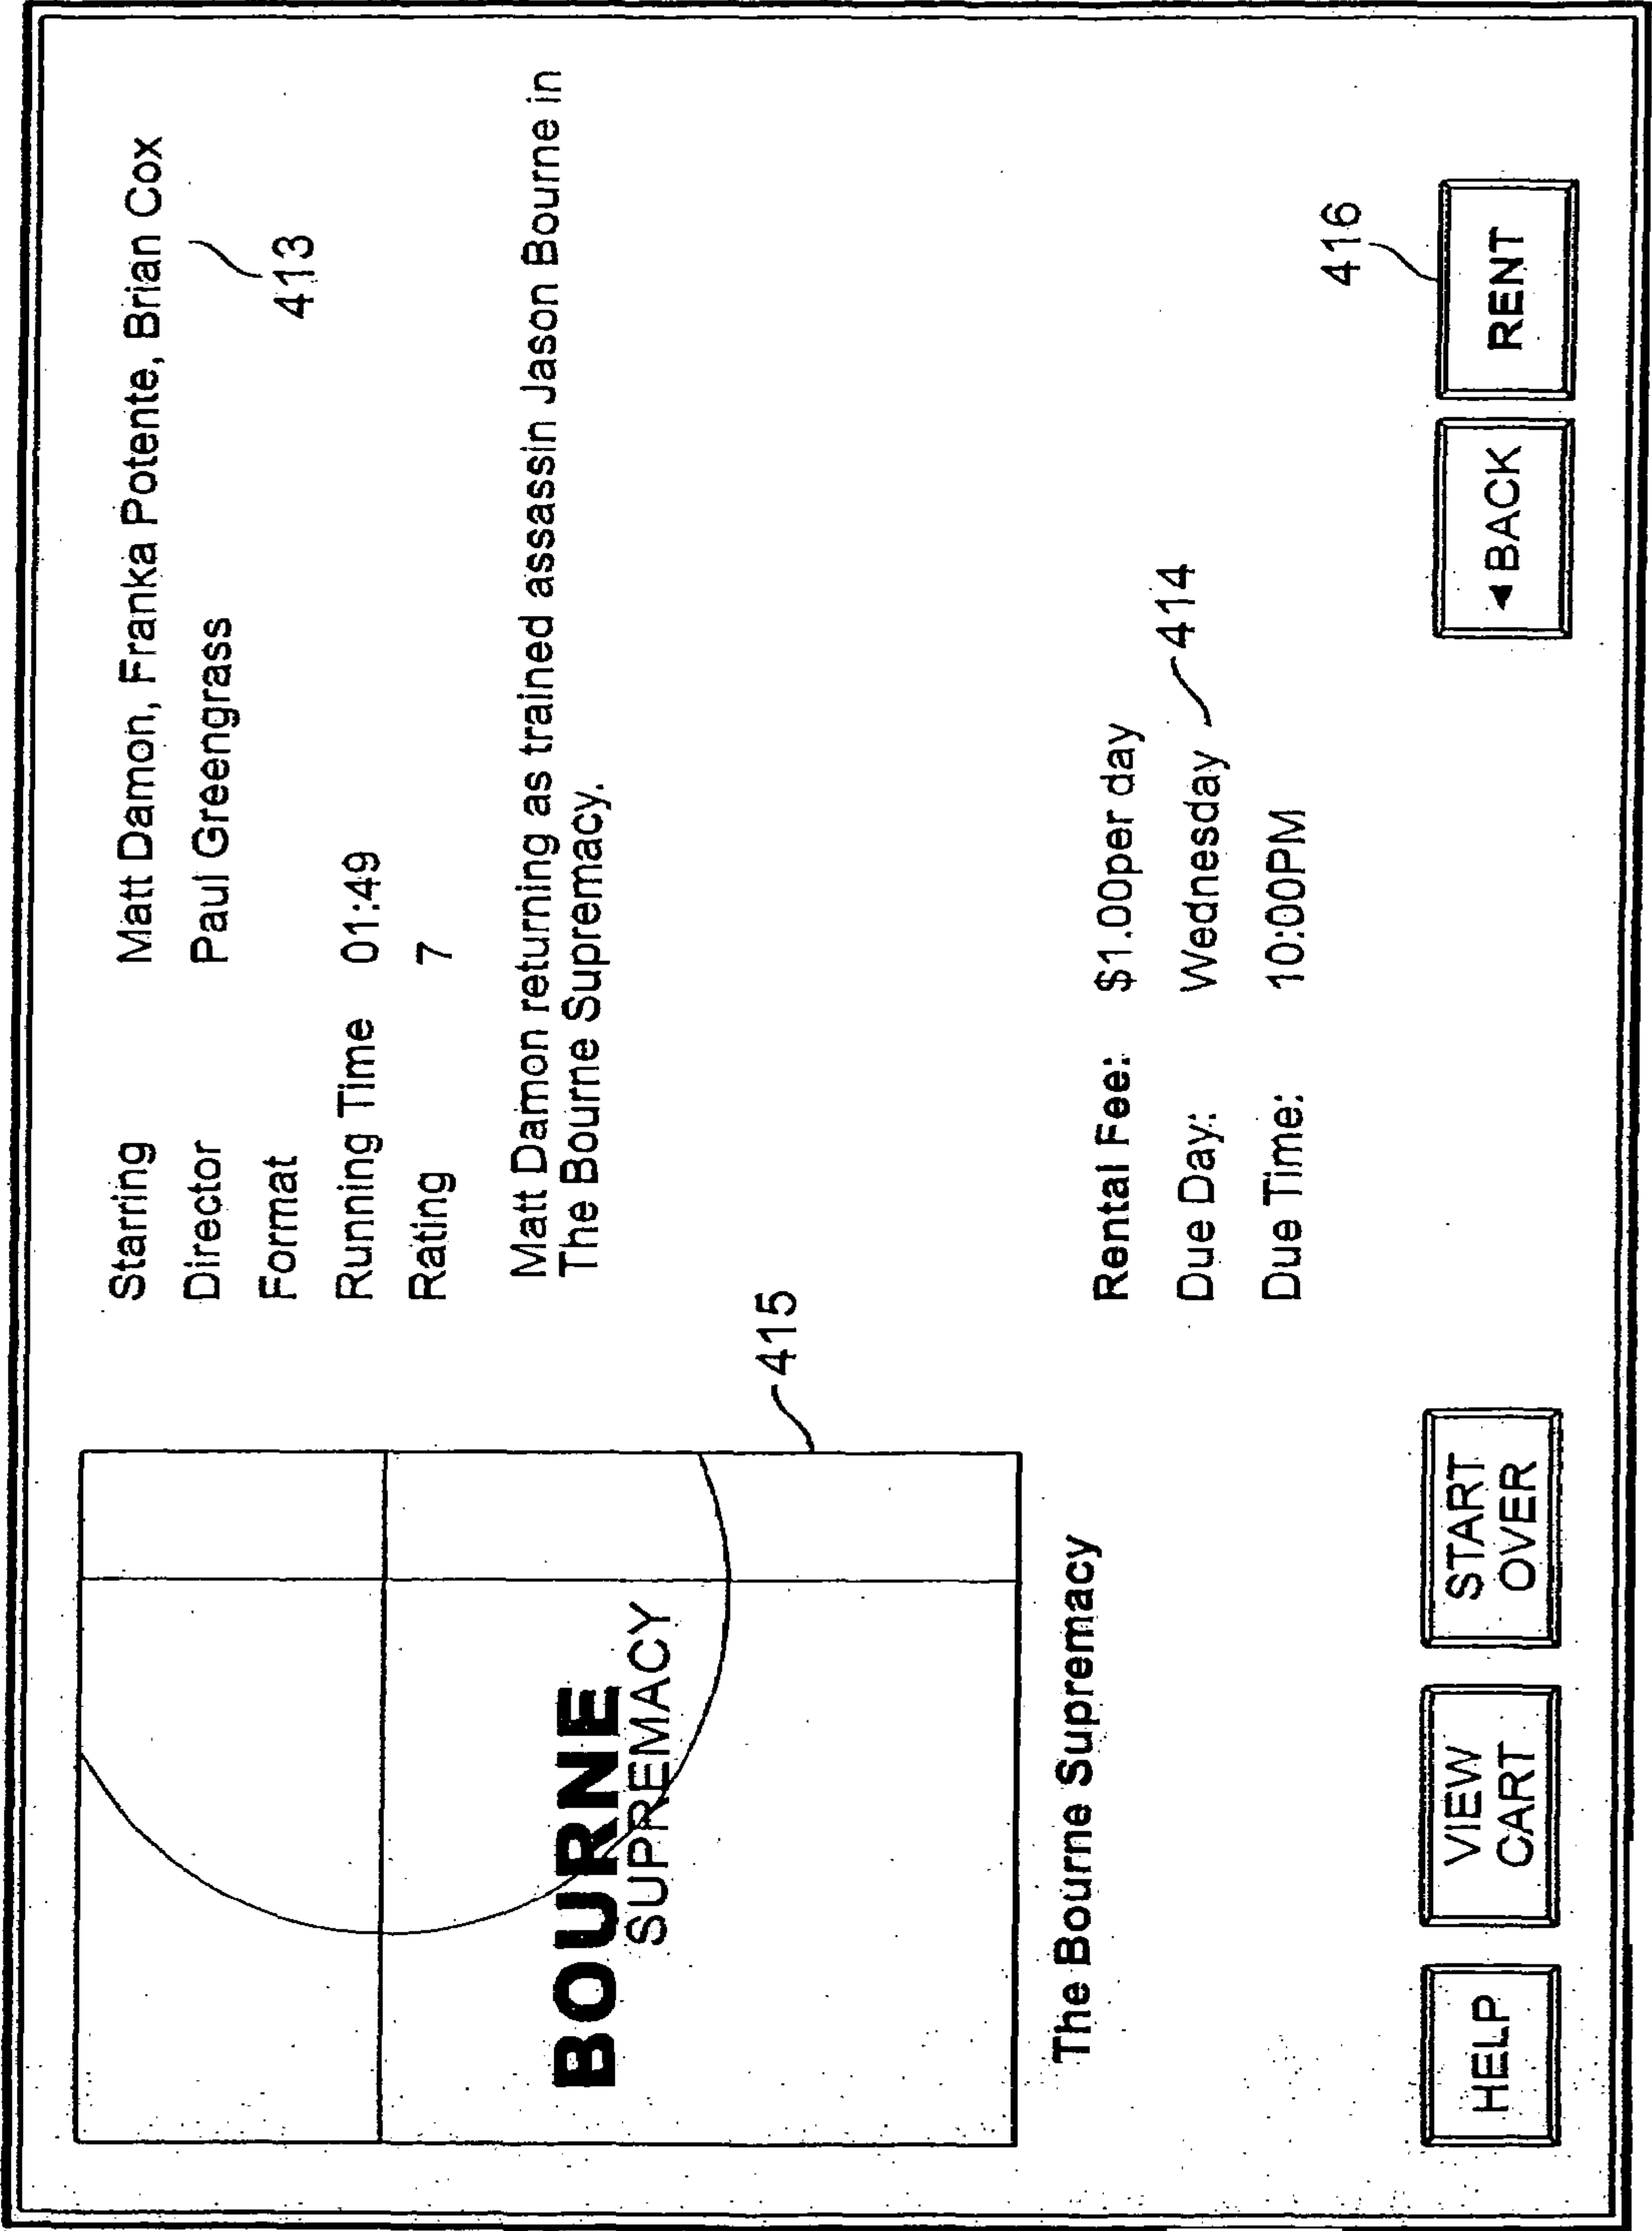 BOURNE
SUPREMACY
415
The Bourne Supremacy
Starring Matt Damon, Franka Potente, Brian Cox
413
Director Paul Greengrass
Format
Running Time 01:49
Rating 7
Matt Damon returning as trained assassin Jason Bourne in
The Bourne Supremacy.
Rental Fee: $1.00per day
Due Day: Wednesday 414
Due Time: 10:00PM
416
HELP
VIEW
CART
START
OVER
◄BACK
RENT